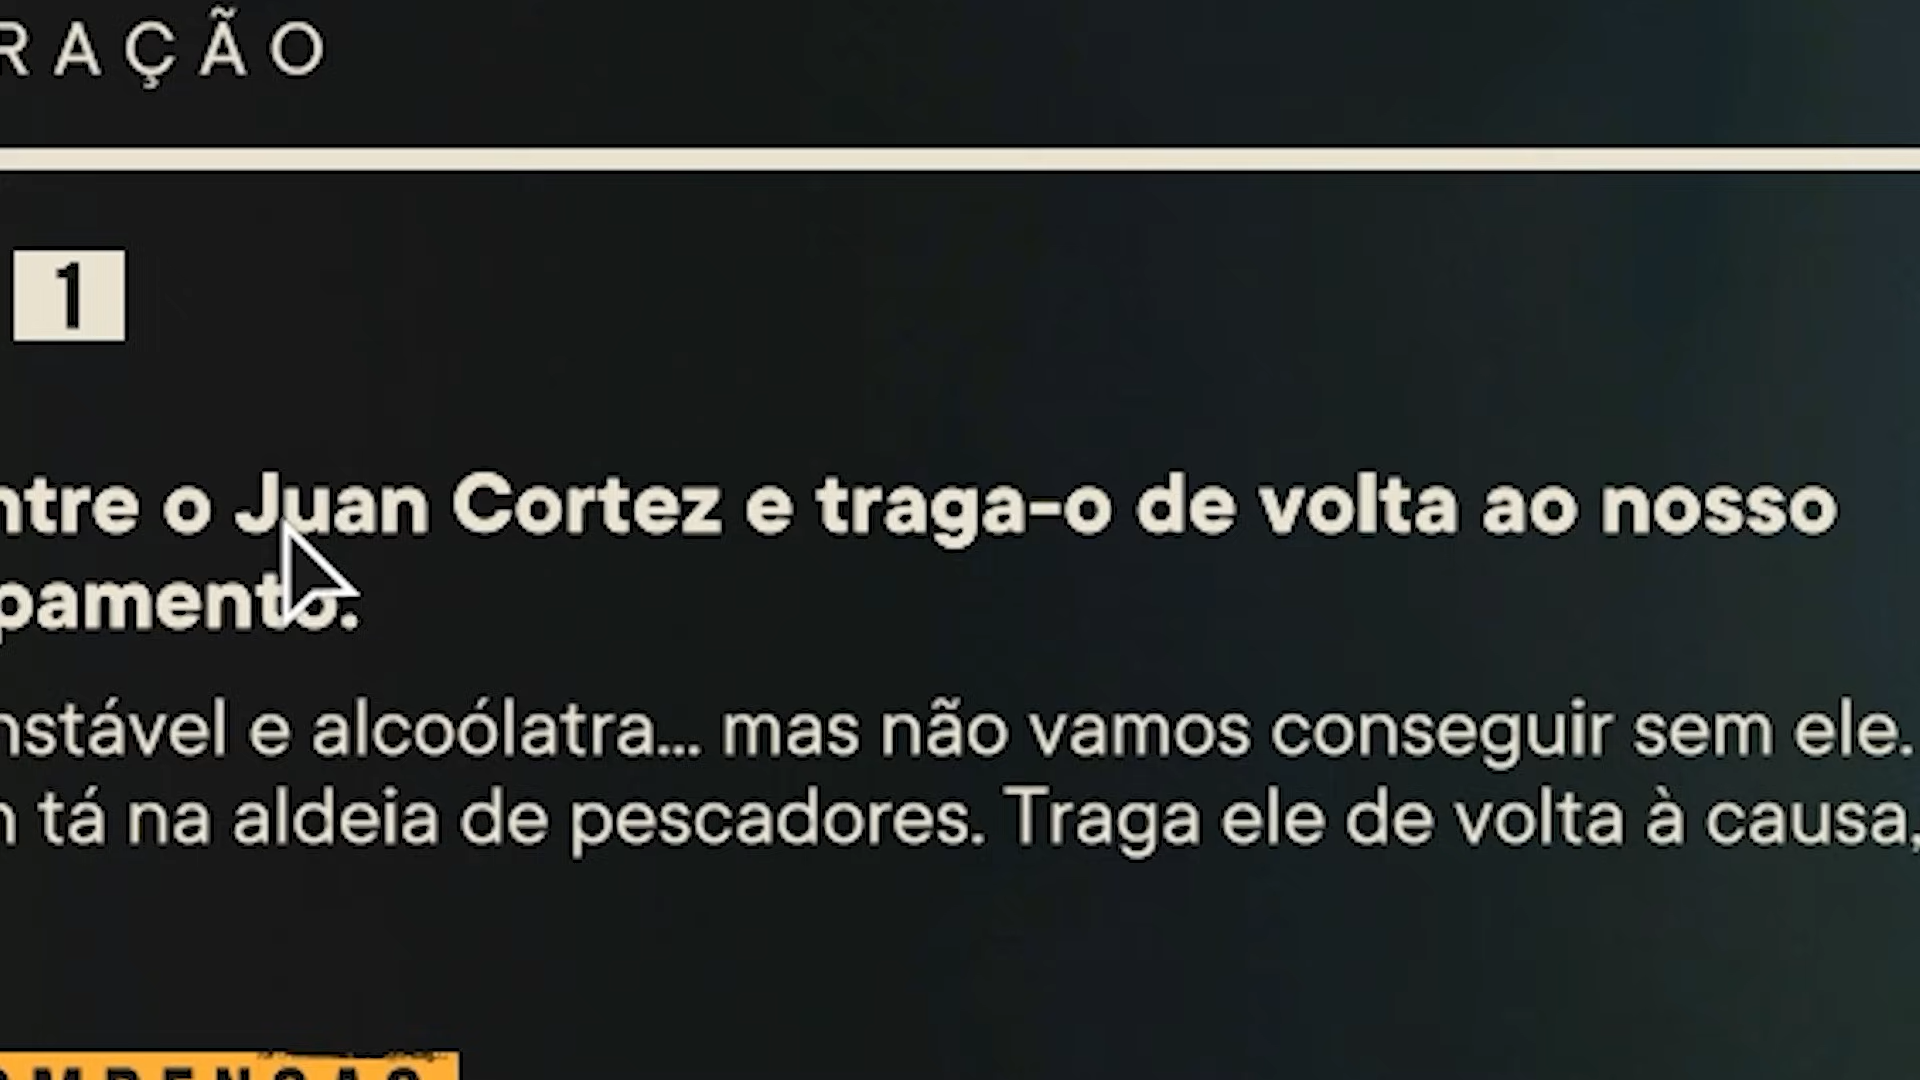 RAÇÃO
1
ntre o Juan Cortez e traga-o de volta ao nosso
pamento.
nstável e alcoólatra... mas não vamos conseguir sem ele.
tá na aldeia de pescadores. Traga ele de volta à causa,